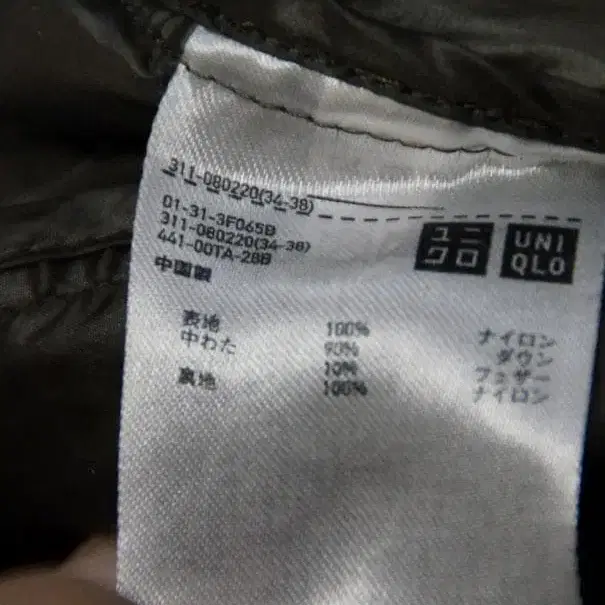 311-080220(34-38)
01-31-3F065B
311-080220(34-38)
441-00TA-28B
中国製
ユニクロ
UNIQLO
表地 100% ナイロン
中わた 90% ダウン
10% フェザー
裏地 100% ナイロン